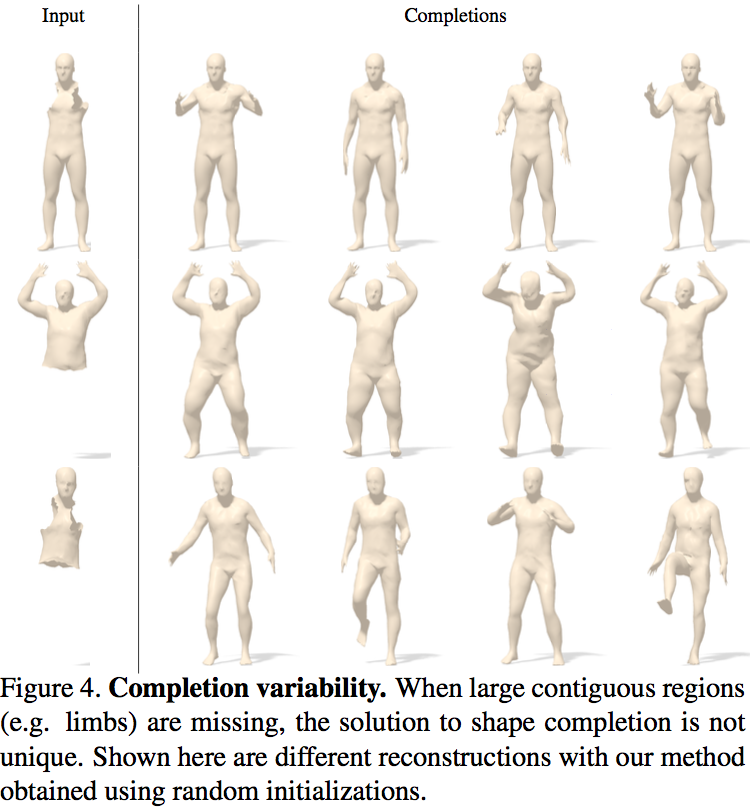 Input
Completions
Figure 4. Completion variability. When large contiguous regions
(e.g. limbs) are missing, the solution to shape completion is not
unique. Shown here are different reconstructions with our method
obtained using random initializations.